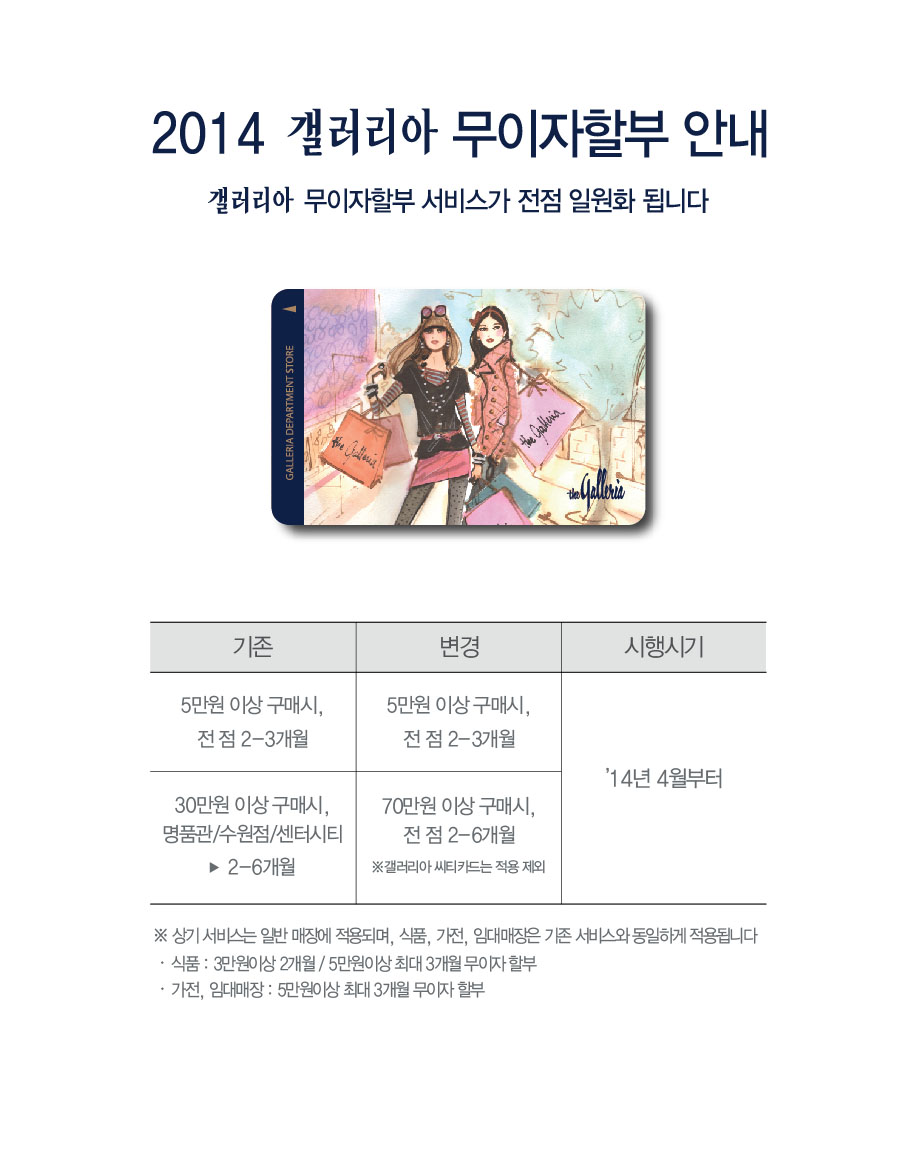 2014 갤러리아 무이자할부 안내
갤러리아 무이자할부 서비스가 전점 일원화 됩니다
GALLERIA DEPARTMENT STORE
the Galleria
the Galleria
the Galleria
기존
변경
시행시기
5만원 이상 구매시,
전 점 2-3개월
5만원 이상 구매시,
전 점 2-3개월
’14년 4월부터
30만원 이상 구매시,
명품관/수원점/센터시티
▶ 2-6개월
70만원 이상 구매시,
전 점 2-6개월
※갤러리아 씨티카드는 적용 제외
※ 상기 서비스는 일반 매장에 적용되며, 식품, 가전, 임대매장은 기존 서비스와 동일하게 적용됩니다
· 식품 : 3만원이상 2개월 / 5만원이상 최대 3개월 무이자 할부
· 가전, 임대매장 : 5만원이상 최대 3개월 무이자 할부